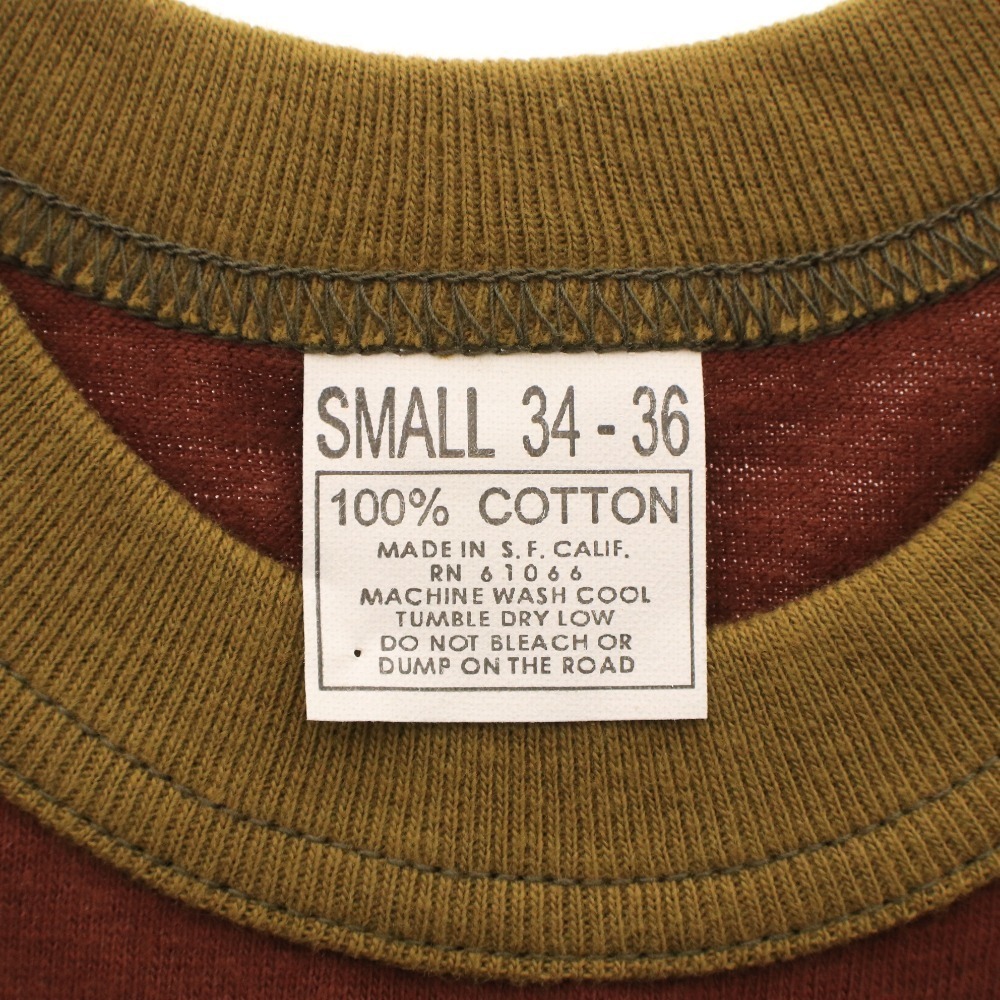 SMALL 34 - 36
100% COTTON
MADE IN S.F. CALIF.
RN 61066
MACHINE WASH COOL
TUMBLE DRY LOW
DO NOT BLEACH OR
DUMP ON THE ROAD